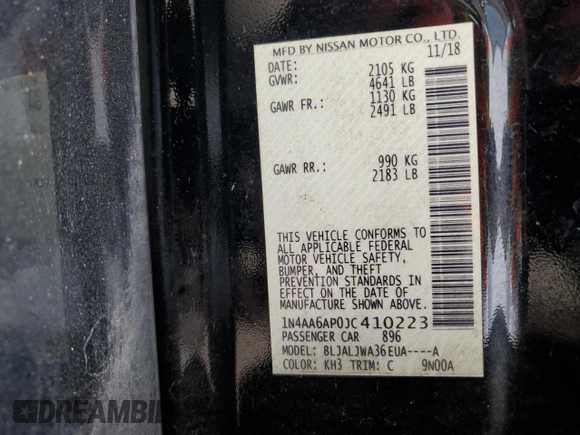 MFD BY NISSAN MOTOR CO., LTD.
DATE: 11/18
GVWR: 2105 KG
4641 LB
GAWR FR.: 1130 KG
2491 LB
GAWR RR.: 990 KG
2183 LB
THIS VEHICLE CONFORMS TO
ALL APPLICABLE FEDERAL
MOTOR VEHICLE SAFETY,
BUMPER, AND THEFT
PREVENTION STANDARDS IN
EFFECT ON THE DATE OF
MANUFACTURE SHOWN ABOVE.
1N4AA6AP0JC410223
PASSENGER CAR 896
MODEL: BLJALJWA36EUA----A
COLOR: KH3 TRIM: C 9N00A
DREAMBID